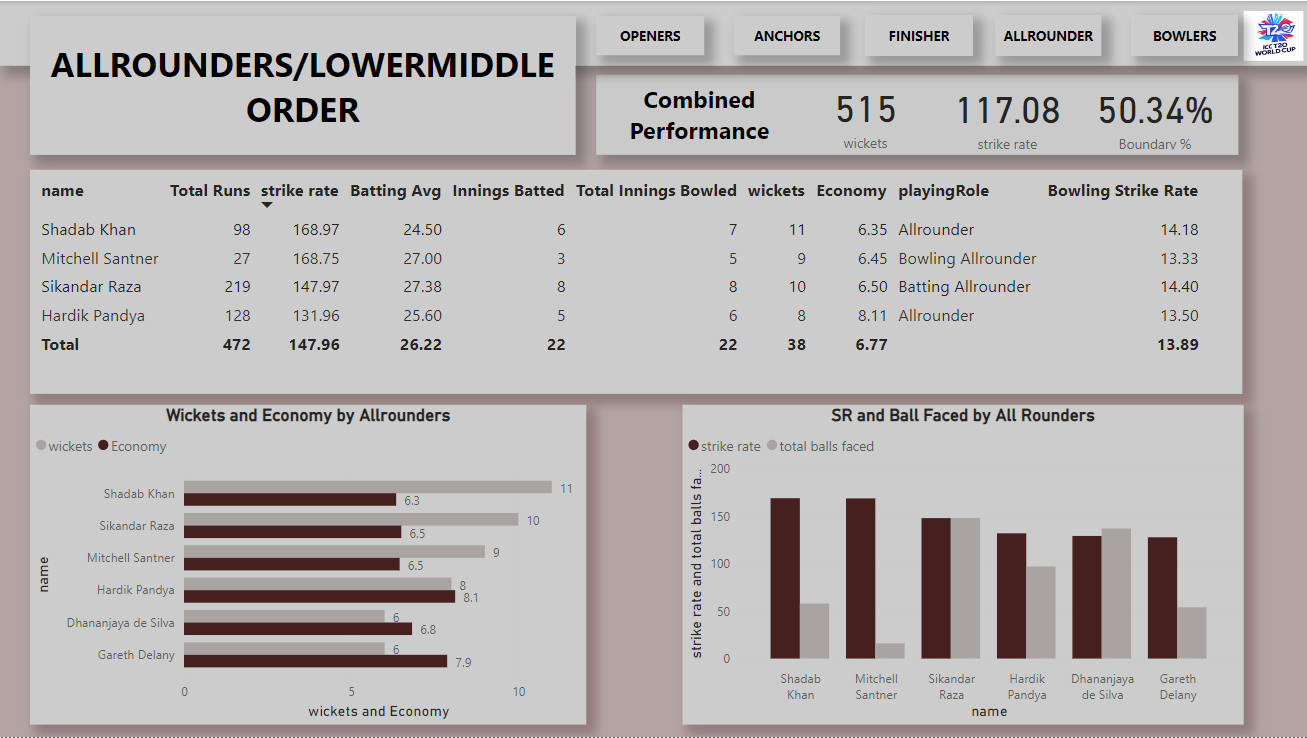 ALLROUNDERS/LOWERMIDDLE
ORDER
OPENERS
ANCHORS
FINISHER
ALLROUNDER
BOWLERS
ICC T20
WORLD CUP
Combined
Performance
515
wickets
117.08
strike rate
50.34%
Boundary %
name Total Runs strike rate Batting Avg Innings Batted Total Innings Bowled wickets Economy playingRole Bowling Strike Rate
Shadab Khan 98 168.97 24.50 6 7 11 6.35 Allrounder 14.18
Mitchell Santner 27 168.75 27.00 3 5 9 6.45 Bowling Allrounder 13.33
Sikandar Raza 219 147.97 27.38 8 8 10 6.50 Batting Allrounder 14.40
Hardik Pandya 128 131.96 25.60 5 6 8 8.11 Allrounder 13.50
Total 472 147.96 26.22 22 22 38 6.77 13.89
Wickets and Economy by Allrounders
wickets Economy
name
Shadab Khan 11
6.3
Sikandar Raza 10
6.5
Mitchell Santner 9
6.5
Hardik Pandya 8
8.1
Dhananjaya de Silva 6
6.8
Gareth Delany 6
7.9
0 5 10
wickets and Economy
SR and Ball Faced by All Rounders
strike rate total balls faced
strike rate and total balls fa...
200
150
100
50
0
Shadab
Khan
Mitchell
Santner
Sikandar
Raza
Hardik
Pandya
Dhananjaya
de Silva
Gareth
Delany
name